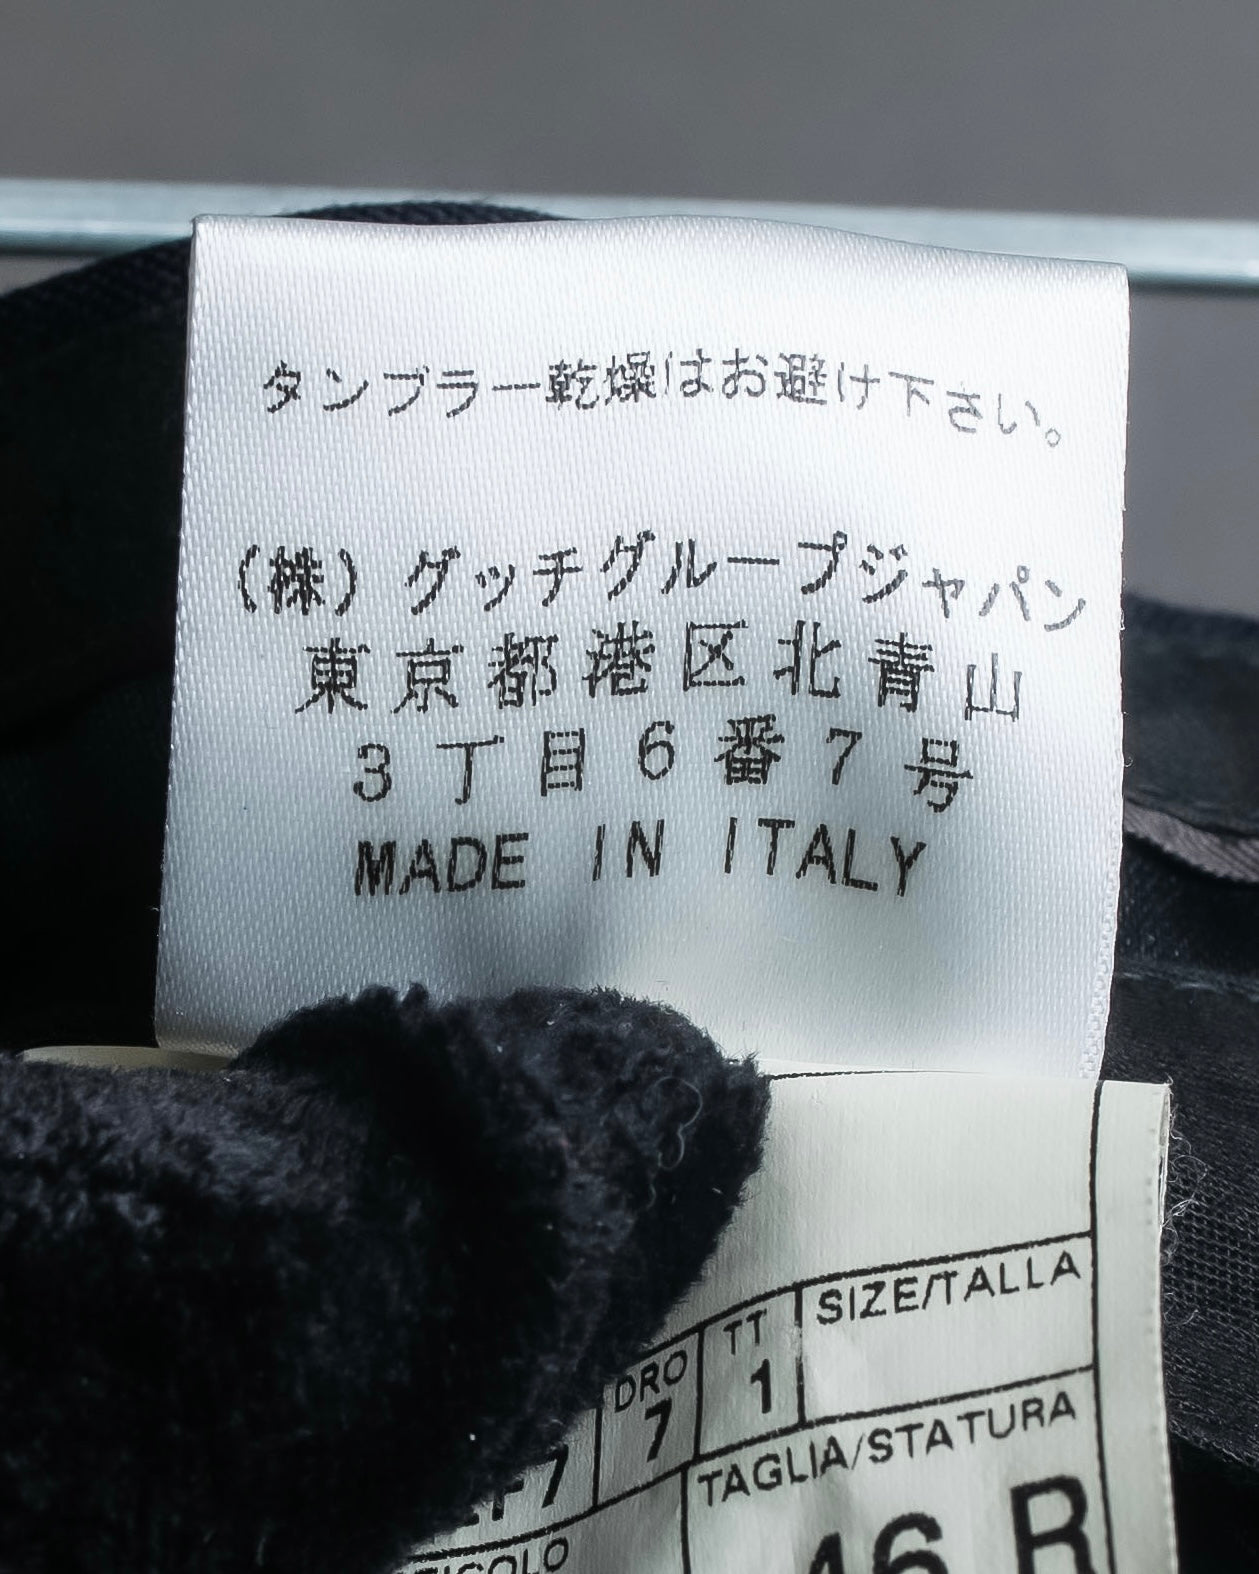 タンブラー乾燥はお避け下さい。
(株) グッチグループジャパン
東京都港区北青山
3丁目6番7号
MADE IN ITALY
SIZE/TALLA
DRO TT
7 1
TAGLIA/STATURA
46 R